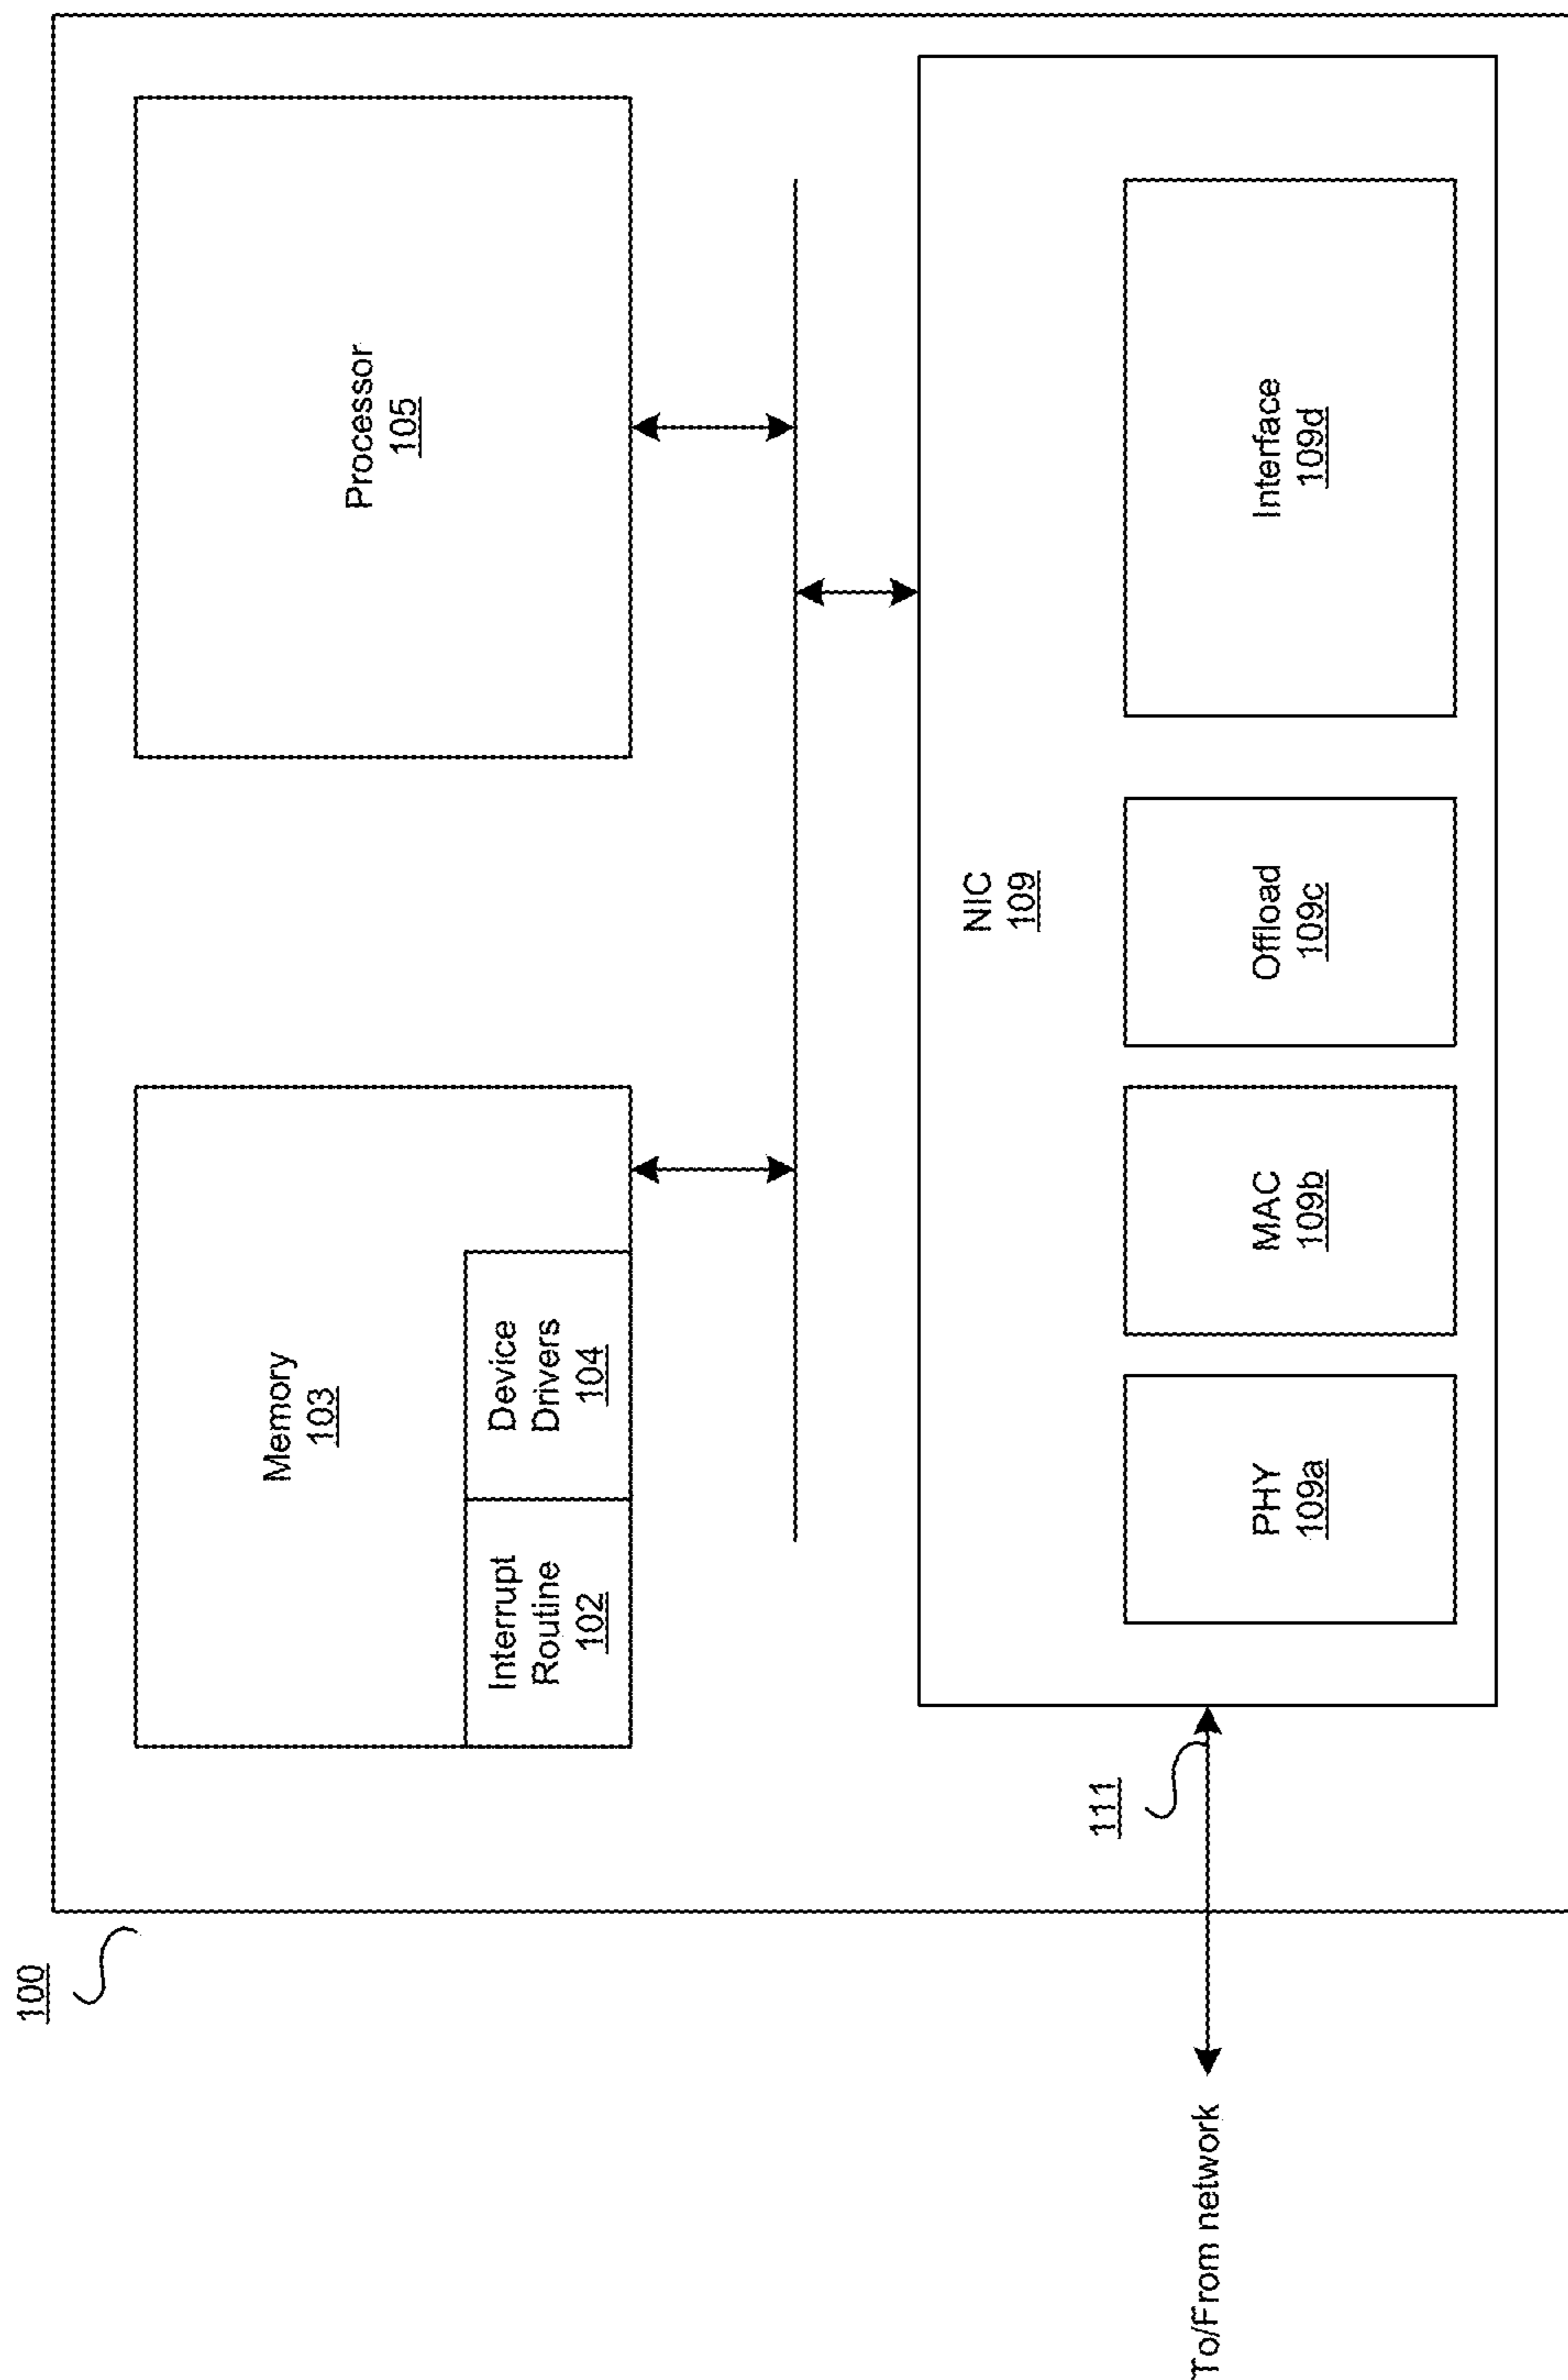 100
Memory
103
Interrupt
Routine
102
Device
Drivers
104
Processor
105
111
To/From network
NIC
109
PHY
109a
MAC
109b
Offload
109c
Interface
109d